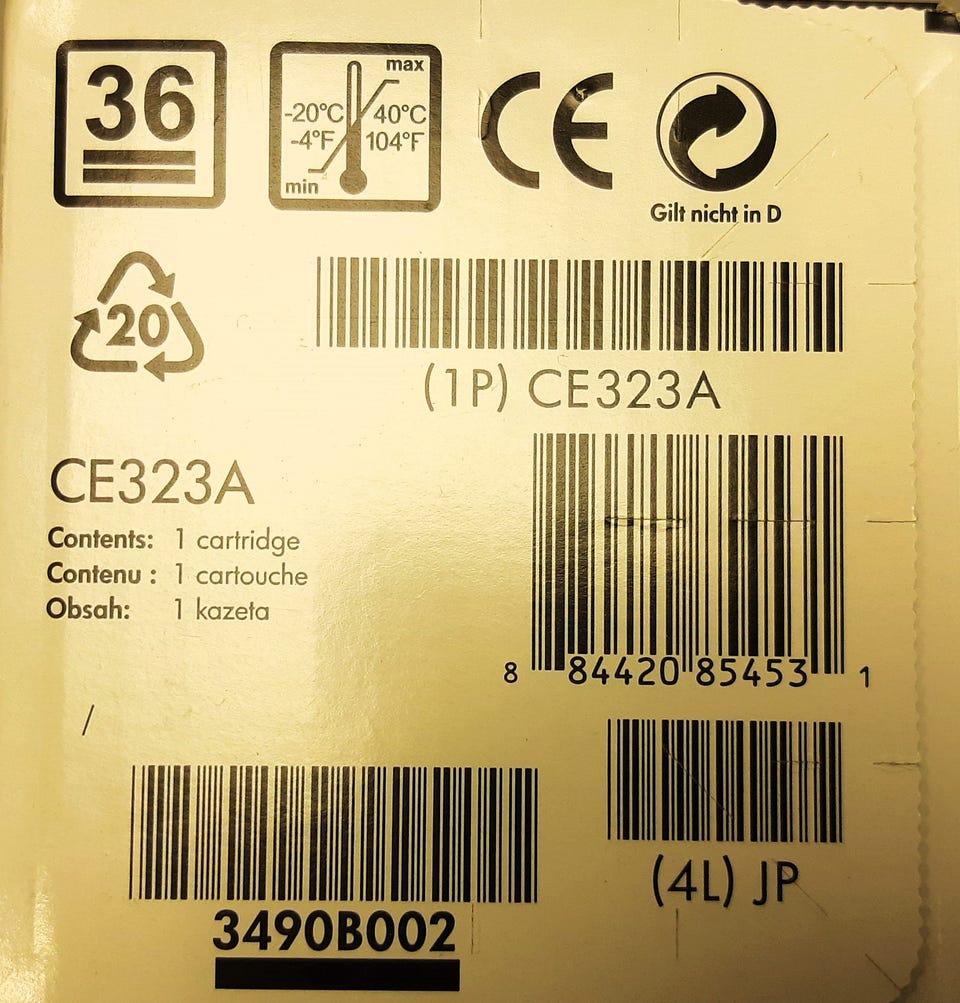 36
max
-20°C 40°C
-4°F 104°F
min
CE
Gilt nicht in D
20
(1P) CE323A
CE323A
Contents: 1 cartridge
Contenu : 1 cartouche
Obsah: 1 kazeta
8 84420 85453 1
/
(4L) JP
3490B002